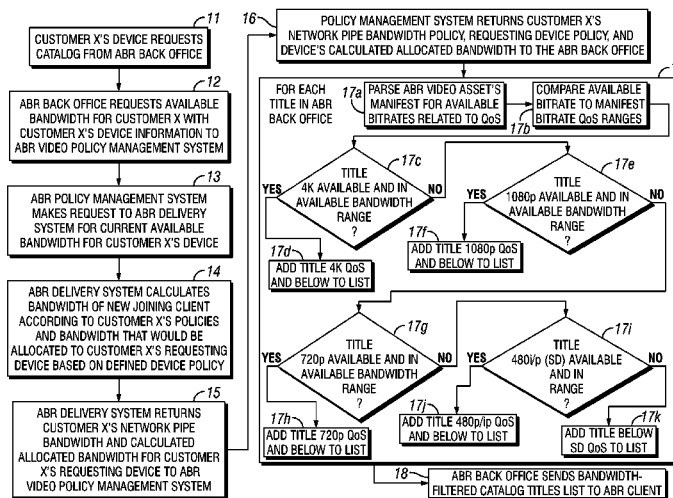 11
CUSTOMER X'S DEVICE REQUESTS
CATALOG FROM ABR BACK OFFICE
12
ABR BACK OFFICE REQUESTS AVAILABLE
BANDWIDTH FOR CUSTOMER X WITH
CUSTOMER X'S DEVICE INFORMATION TO
ABR VIDEO POLICY MANAGEMENT SYSTEM
13
ABR POLICY MANAGEMENT SYSTEM
MAKES REQUEST TO ABR DELIVERY
SYSTEM FOR CURRENT AVAILABLE
BANDWIDTH FOR CUSTOMER X'S DEVICE
14
ABR DELIVERY SYSTEM CALCULATES
BANDWIDTH OF NEW JOINING CLIENT
ACCORDING TO CUSTOMER X'S POLICIES
AND BANDWIDTH THAT WOULD BE
ALLOCATED TO CUSTOMER X'S REQUESTING
DEVICE BASED ON DEFINED DEVICE POLICY
15
ABR DELIVERY SYSTEM RETURNS
CUSTOMER X'S NETWORK PIPE
BANDWIDTH AND CALCULATED
ALLOCATED BANDWIDTH FOR CUSTOMER
X'S REQUESTING DEVICE TO ABR
VIDEO POLICY MANAGEMENT SYSTEM
16
POLICY MANAGEMENT SYSTEM RETURNS CUSTOMER X'S
NETWORK PIPE BANDWIDTH POLICY, REQUESTING DEVICE POLICY, AND
DEVICE'S CALCULATED ALLOCATED BANDWIDTH TO THE ABR BACK OFFICE
FOR EACH
TITLE IN ABR
BACK OFFICE
17a
PARSE ABR VIDEO ASSET'S
MANIFEST FOR AVAILABLE
BITRATES RELATED TO QoS
17b
COMPARE AVAILABLE
BITRATE TO MANIFEST
BITRATE QoS RANGES
17c
TITLE
4K AVAILABLE AND IN
AVAILABLE BANDWIDTH
RANGE
?
YES
NO
17d
ADD TITLE 4K QoS
AND BELOW TO LIST
17e
TITLE
1080p AVAILABLE AND IN
AVAILABLE BANDWIDTH
RANGE
?
YES
NO
17f
ADD TITLE 1080p QoS
AND BELOW TO LIST
17g
TITLE
720p AVAILABLE AND IN
AVAILABLE BANDWIDTH
RANGE
?
YES
NO
17h
ADD TITLE 720p QoS
AND BELOW TO LIST
17i
TITLE
480i/p (SD) AVAILABLE
AND IN
RANGE
?
YES
NO
17j
ADD TITLE 480p/ip QoS
AND BELOW TO LIST
17k
ADD TITLE BELOW
SD QoS TO LIST
18
ABR BACK OFFICE SENDS BANDWIDTH-
FILTERED CATALOG TITLES LIST TO ABR CLIENT